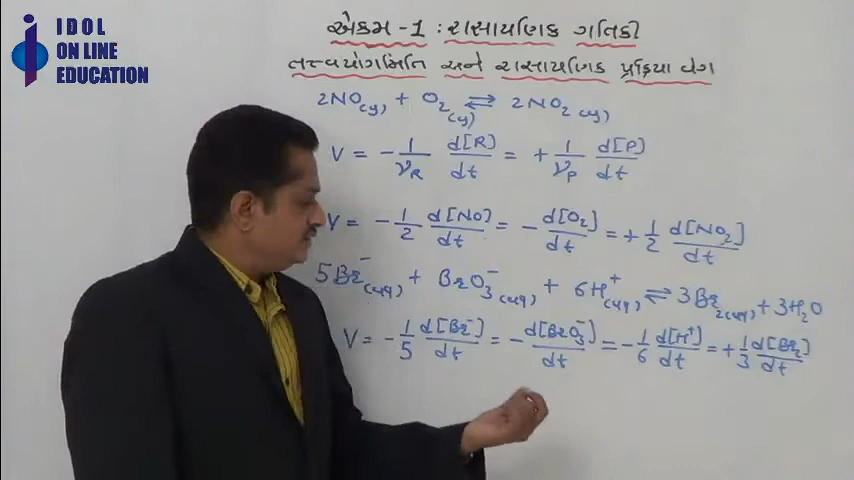 IDOL
ON LINE
EDUCATION
એકમ -1 : રાસાયણિક ગતિકી
તત્ત્વયોગમિતિ અને રાસાયણિક પ્રક્રિયા વેગ
2NO(વા) + O₂(વા) ⇌ 2NO₂(વા)
V = - 1/νR d[R]/dt = + 1/νP d[P]/dt
V = - 1/2 d[NO]/dt = - d[O₂]/dt = + 1/2 d[NO₂]/dt
5Br⁻(aq) + BrO₃⁻(aq) + 6H⁺(aq) ⇌ 3Br₂(aq) + 3H₂O
V = - 1/5 d[Br⁻]/dt = - d[BrO₃⁻]/dt = - 1/6 d[H⁺]/dt = + 1/3 d[Br₂]/dt